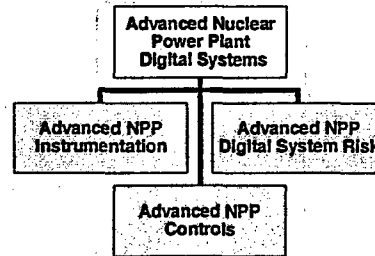 Advanced Nuclear
Power Plant
Digital Systems
Advanced NPP
Instrumentation
Advanced NPP
Digital System Risk
Advanced NPP
Controls